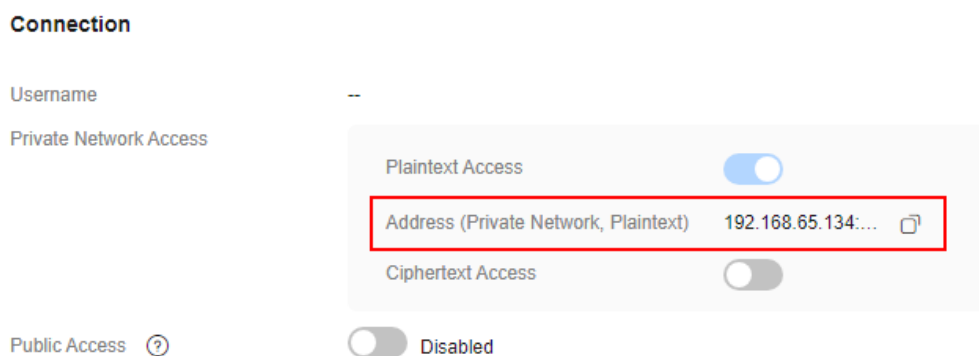 Connection
Username --
Private Network Access
Plaintext Access
Address (Private Network, Plaintext) 192.168.65.134:...
Ciphertext Access
Public Access ? Disabled